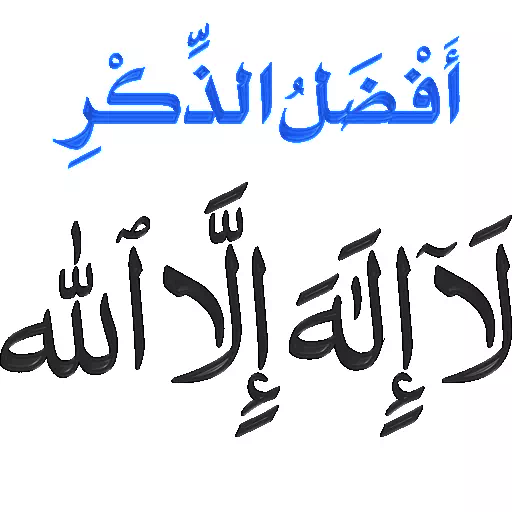 أَفْضَلُ الذِّكْرِ
لَآ إِلَٰهَ إِلَّا ٱللَّٰه